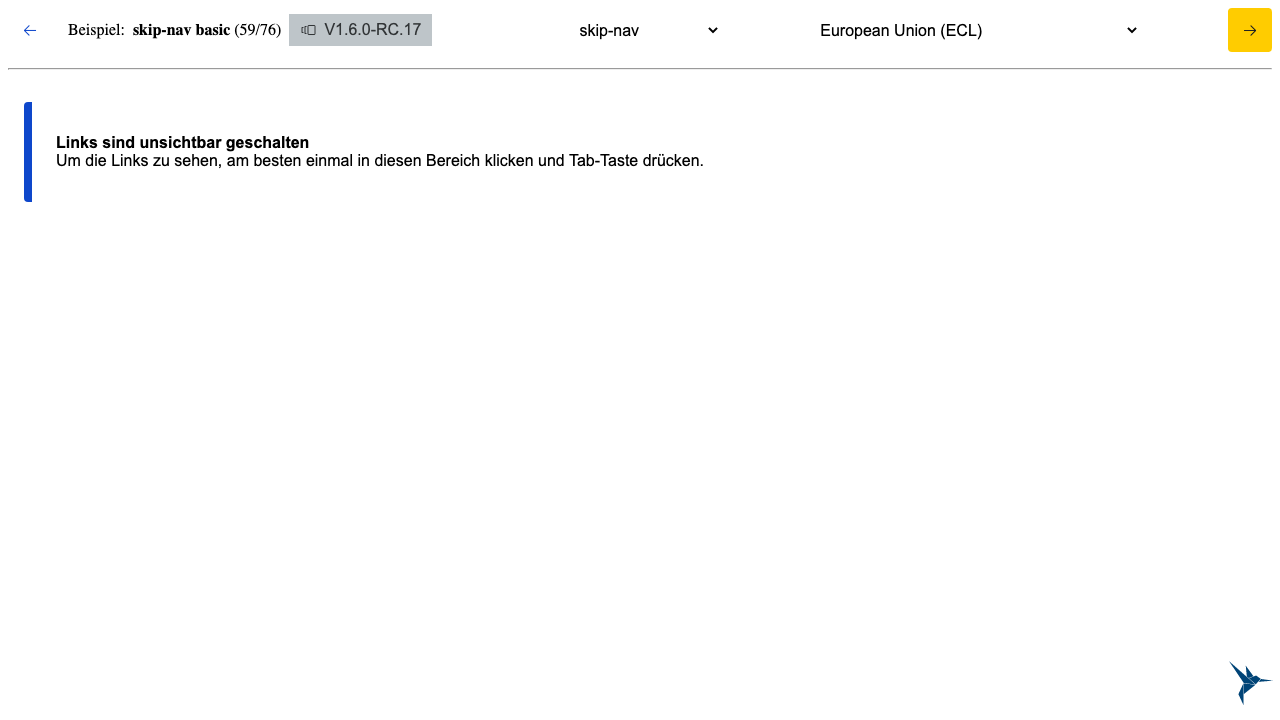 Beispiel: skip-nav basic (59/76) V1.6.0-RC.17 skip-nav European Union (ECL)
Links sind unsichtbar geschalten
Um die Links zu sehen, am besten einmal in diesen Bereich klicken und Tab-Taste drücken.